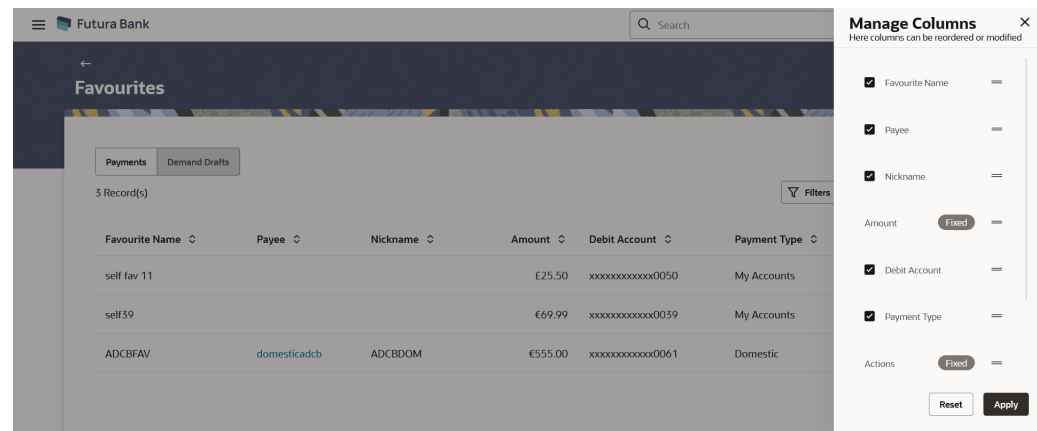 Futura Bank
Search
Manage Columns
Here columns can be reordered or modified
Favourites
Payments Demand Drafts
3 Record(s)
Filters
Favourite Name Payee Nickname Amount Debit Account Payment Type
self fav 11 £25.50 xxxxxxxxxxxx0050 My Accounts
self39 €69.99 xxxxxxxxxxxx0039 My Accounts
ADCBFAV domesticadcb ADCBDOM €555.00 xxxxxxxxxxxx0061 Domestic
Favourite Name
Payee
Nickname
Amount Fixed
Debit Account
Payment Type
Actions Fixed
Reset Apply